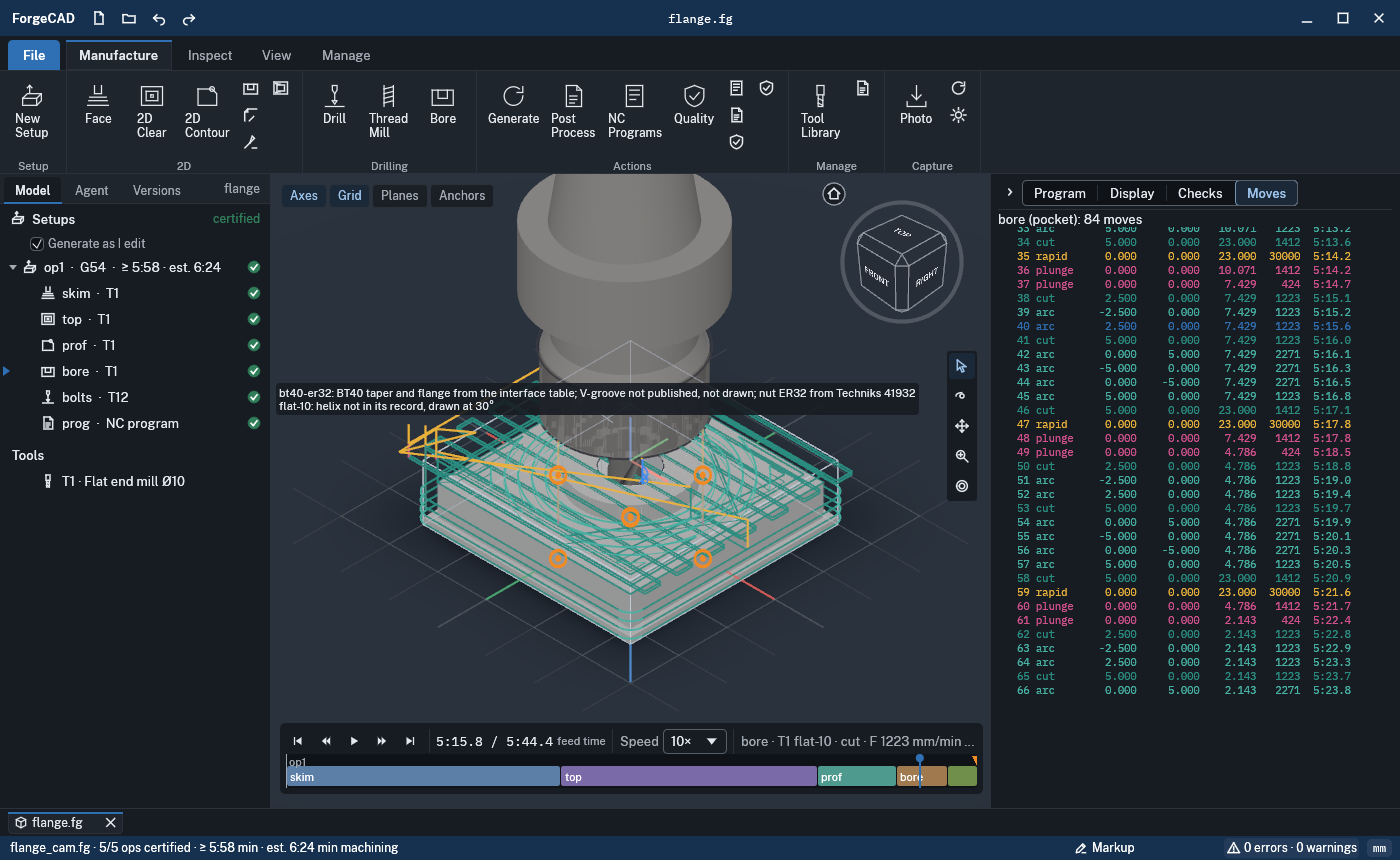 ForgeCAD
flange.fg
File Manufacture Inspect View Manage
New Setup
Face
2D Clear
2D Contour
Drill
Thread Mill
Bore
Generate
Post Process
NC Programs
Quality
Tool Library
Photo
Setup 2D Drilling Actions Manage Capture
Model Agent Versions flange
Setups certified
Generate as I edit
op1 · G54 · ≥ 5:58 · est. 6:24
skim · T1
top · T1
prof · T1
bore · T1
bolts · T12
prog · NC program
Tools
T1 · Flat end mill Ø10
Axes Grid Planes Anchors
TOP
FRONT
RIGHT
bt40-er32: BT40 taper and flange from the interface table; V-groove not published, not drawn; nut ER32 from Techniks 41932
flat-10: helix not in its record, drawn at 30°
5:15.8 / 5:44.4 feed time Speed 10× bore · T1 flat-10 · cut · F 1223 mm/min ...
op1
skim top prof bore
Program Display Checks Moves
bore (pocket): 84 moves
33 arc 5.000 0.000 10.071 1223 5:13.2
34 cut 5.000 0.000 23.000 1412 5:13.6
35 rapid 0.000 0.000 23.000 30000 5:14.2
36 plunge 0.000 0.000 10.071 1412 5:14.2
37 plunge 0.000 0.000 7.429 424 5:14.7
38 cut 2.500 0.000 7.429 1223 5:15.1
39 arc -2.500 0.000 7.429 1223 5:15.2
40 arc 2.500 0.000 7.429 1223 5:15.6
41 cut 5.000 0.000 7.429 1223 5:16.0
42 arc 0.000 5.000 7.429 2271 5:16.1
43 arc -5.000 0.000 7.429 2271 5:16.3
44 arc 0.000 -5.000 7.429 2271 5:16.5
45 arc 5.000 0.000 7.429 2271 5:16.8
46 cut 5.000 0.000 23.000 1412 5:17.1
47 rapid 0.000 0.000 23.000 30000 5:17.8
48 plunge 0.000 0.000 7.429 1412 5:17.8
49 plunge 0.000 0.000 4.786 424 5:18.5
50 cut 2.500 0.000 4.786 1223 5:18.8
51 arc -2.500 0.000 4.786 1223 5:19.0
52 arc 2.500 0.000 4.786 1223 5:19.4
53 cut 5.000 0.000 4.786 1223 5:19.7
54 arc 0.000 5.000 4.786 2271 5:19.9
55 arc -5.000 0.000 4.786 2271 5:20.1
56 arc 0.000 -5.000 4.786 2271 5:20.3
57 arc 5.000 0.000 4.786 2271 5:20.5
58 cut 5.000 0.000 23.000 1412 5:20.9
59 rapid 0.000 0.000 23.000 30000 5:21.6
60 plunge 0.000 0.000 4.786 1412 5:21.7
61 plunge 0.000 0.000 2.143 424 5:22.4
62 cut 2.500 0.000 2.143 1223 5:22.8
63 arc -2.500 0.000 2.143 1223 5:22.9
64 arc 2.500 0.000 2.143 1223 5:23.3
65 cut 5.000 0.000 2.143 1223 5:23.7
66 arc 0.000 5.000 2.143 2271 5:23.8
flange.fg
flange_cam.fg · 5/5 ops certified · ≥ 5:58 min · est. 6:24 min machining Markup 0 errors · 0 warnings mm